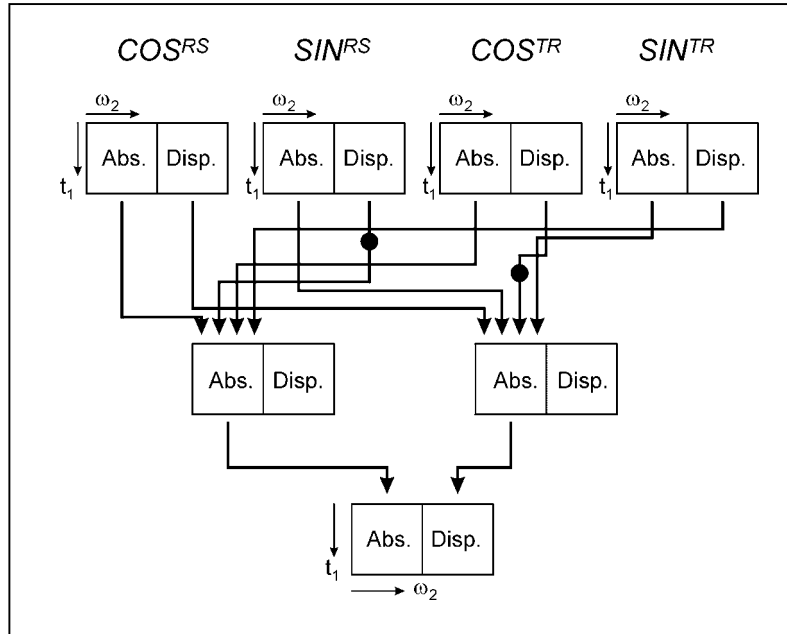 COS^RS SIN^RS COS^TR SIN^TR
ω₂ ω₂ ω₂ ω₂
Abs. Disp. Abs. Disp. Abs. Disp. Abs. Disp.
t₁ t₁ t₁ t₁
Abs. Disp. Abs. Disp.
Abs. Disp.
t₁
ω₂